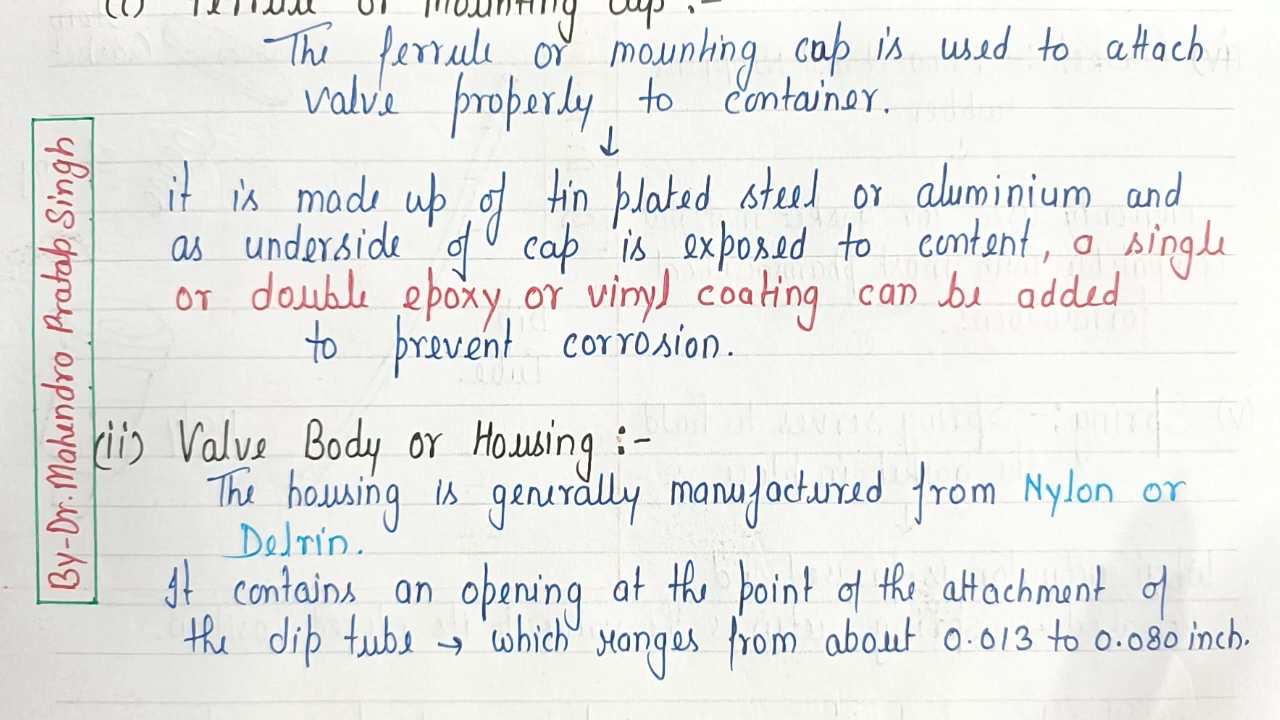 (i) Ferrule or mounting cap :-
The ferrule or mounting cap is used to attach
valve properly to container.
↓
it is made up of tin plated steel or aluminium and
as underside of cap is exposed to content, a single
or double epoxy or vinyl coating can be added
to prevent corrosion.
By-Dr. Mahendra Pratap Singh
(ii) Valve Body or Housing :-
The housing is generally manufactured from Nylon or
Delrin.
It contains an opening at the point of the attachment of
the dip tube → which ranges from about 0.013 to 0.080 inch.